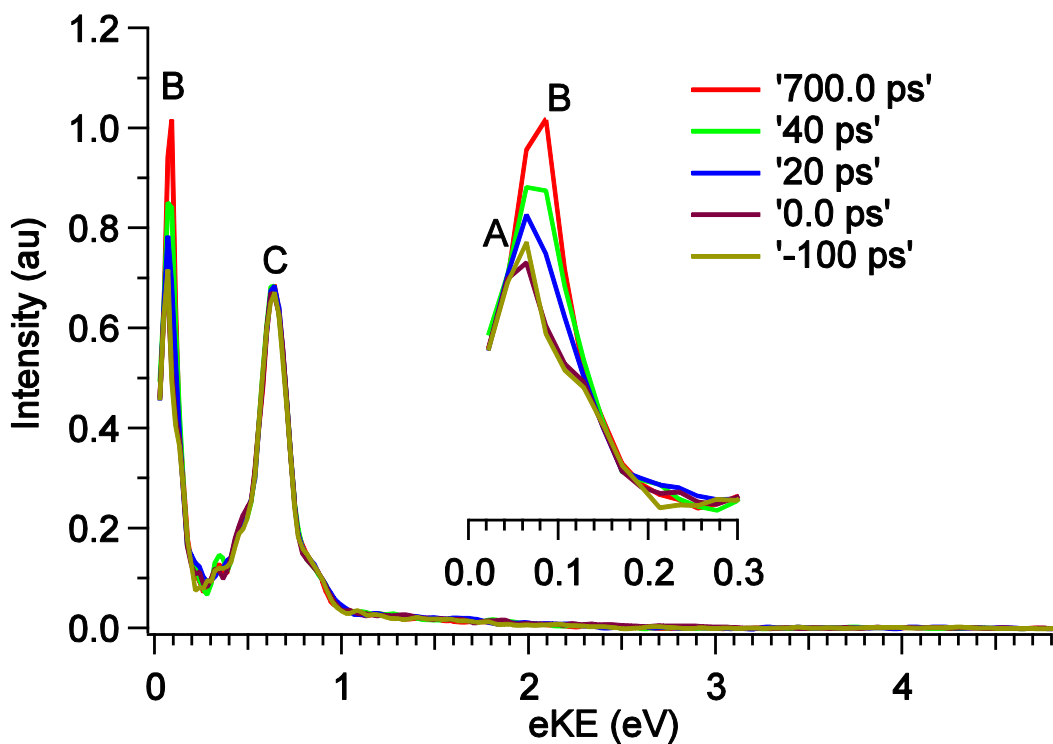 1.2
1.0
0.8
0.6
0.4
0.2
0.0
Intensity (au)
B
C
A
B
'700.0 ps'
'40 ps'
'20 ps'
'0.0 ps'
'-100 ps'
0.0 0.1 0.2 0.3
0 1 2 3 4
eKE (eV)